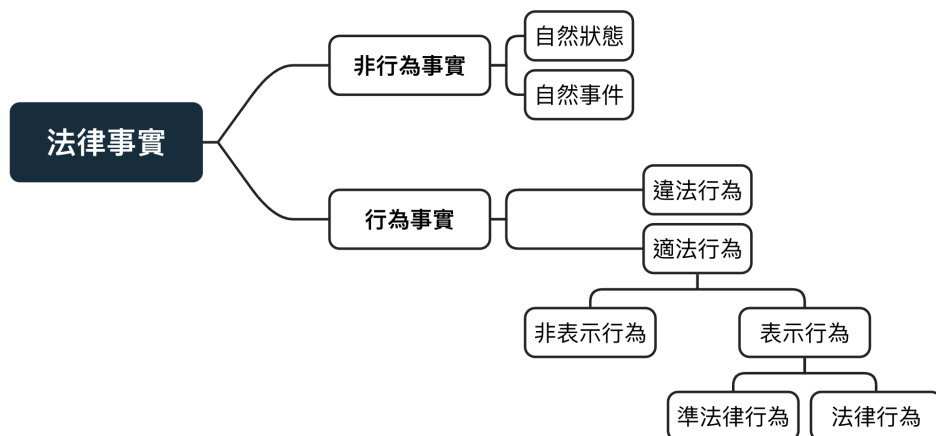 法律事實
非行為事實
自然狀態
自然事件
行為事實
違法行為
適法行為
非表示行為
表示行為
準法律行為
法律行為